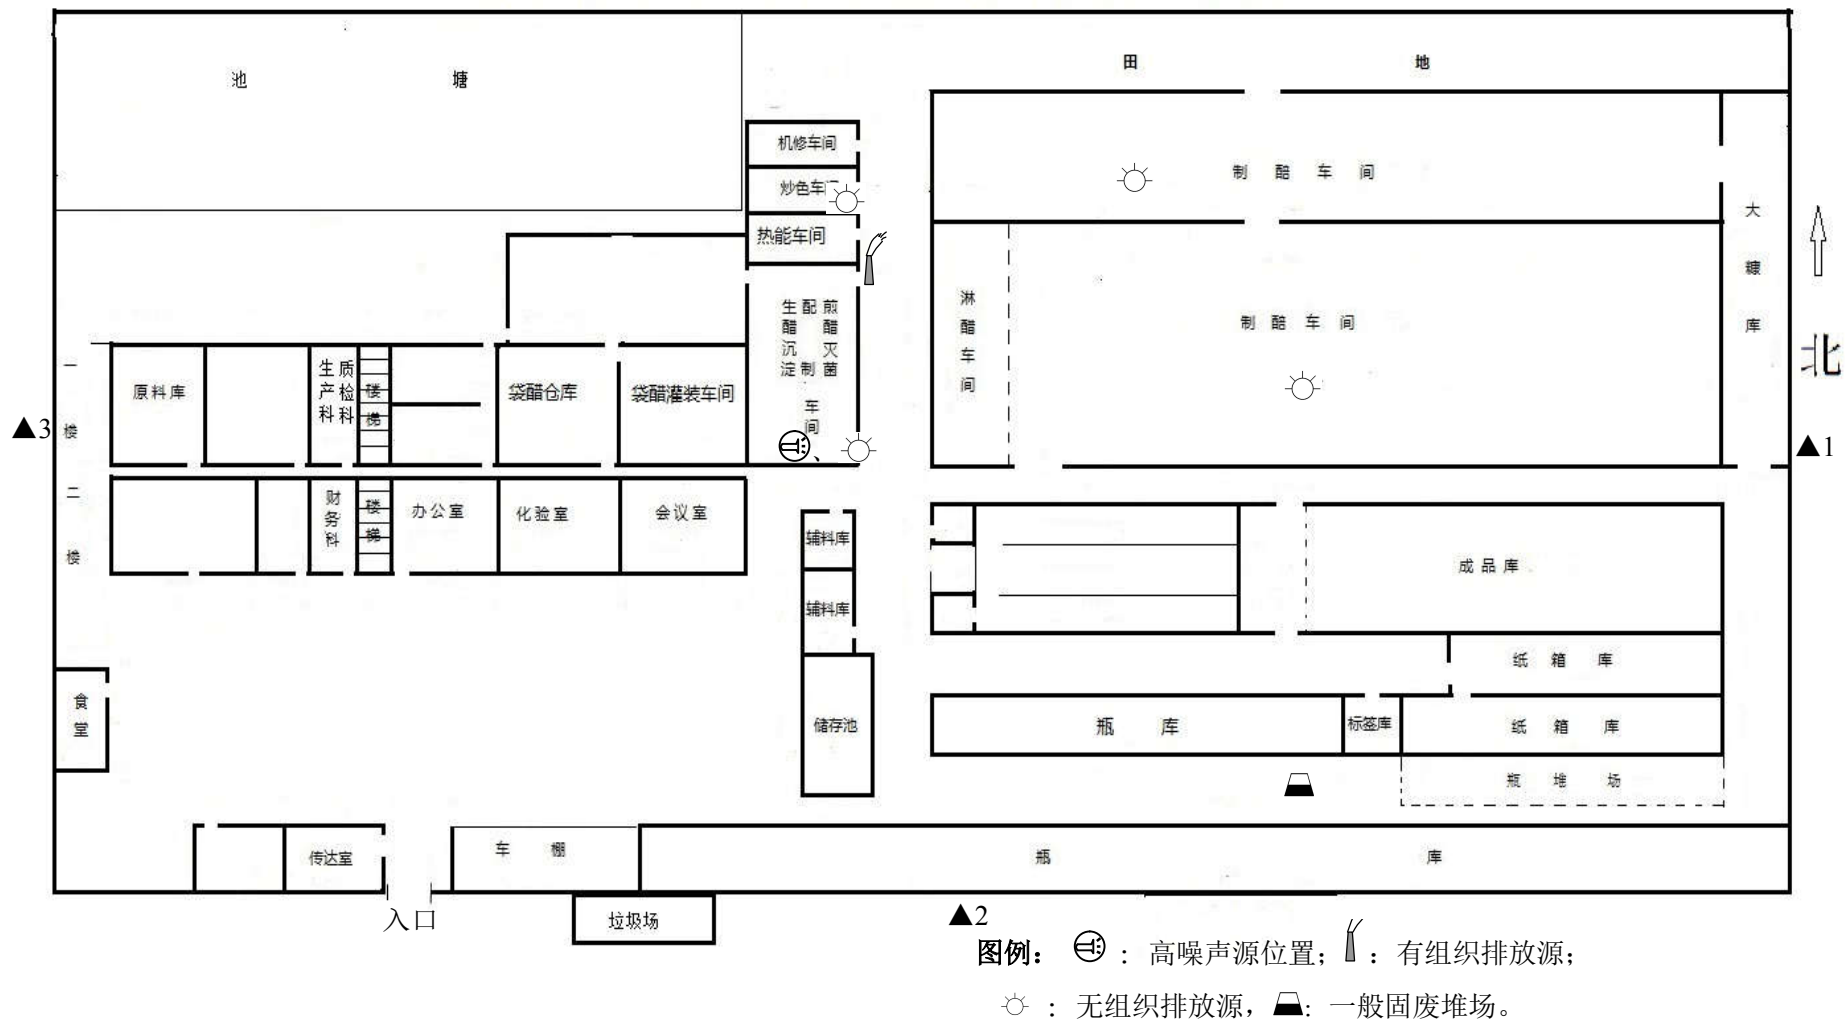 池 塘
田 地
机修车间
炒色车
热能车间
制 醅 车 间
大糠库
北
淋醋车间
制 醅 车 间
生醋沉淀
配制
煎醋灭菌
车间
一楼
原料库
生产科
质检科
楼梯
袋醋仓库
袋醋灌装车间
▲3
▲1
二楼
财务科
楼梯
办公室
化验室
会议室
辅料库
辅料库
储存池
成品库
纸 箱 库
瓶 库
标签库
纸 箱 库
瓶 堆 场
食堂
传达室
车 棚
瓶 库
入口
垃圾场
▲2
图例： ：高噪声源位置； ：有组织排放源；
：无组织排放源， ：一般固废堆场。